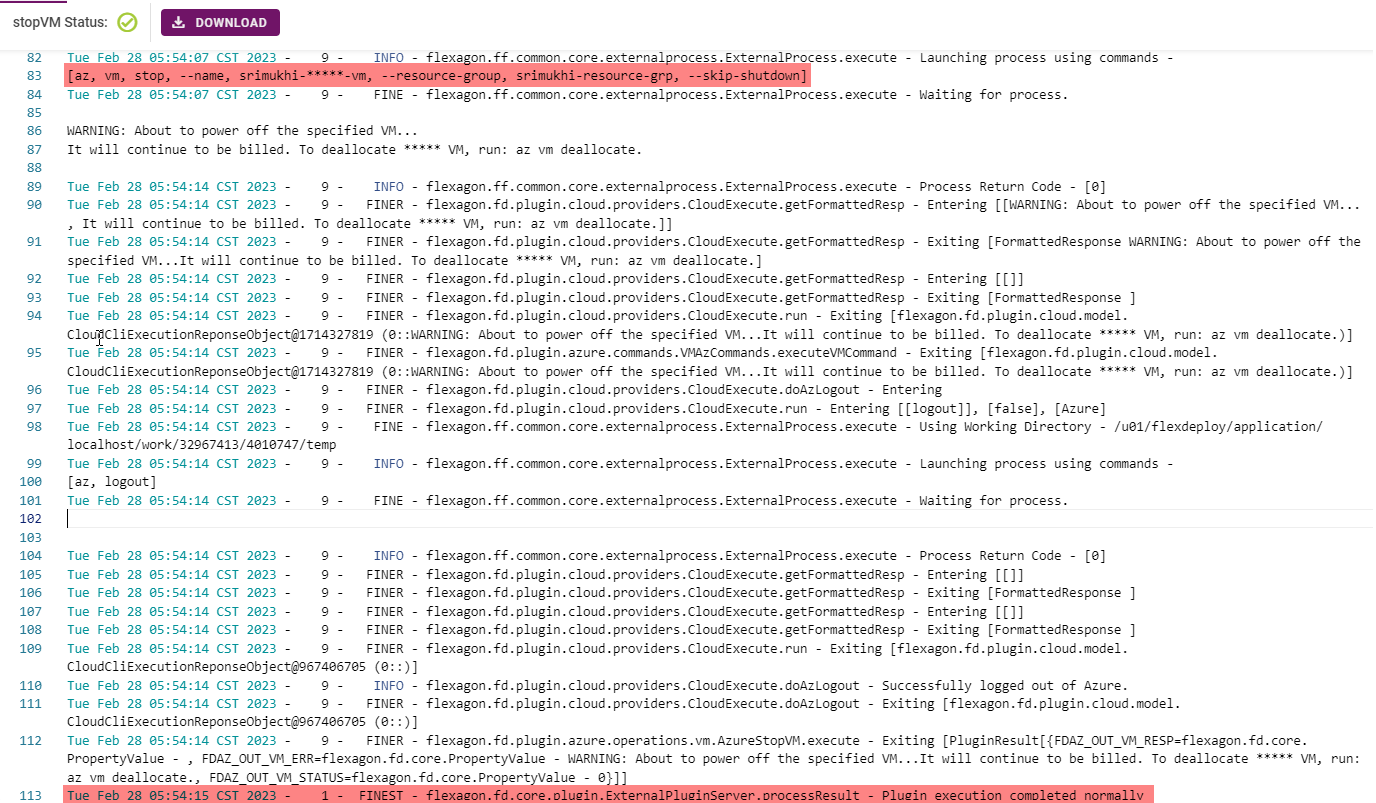 stopVM Status:
DOWNLOAD
82 Tue Feb 28 05:54:07 CST 2023 - 9 - INFO - flexagon.ff.common.core.externalprocess.ExternalProcess.execute - Launching process using commands -
83 [az, vm, stop, --name, srimukhi-*****-vm, --resource-group, srimukhi-resource-grp, --skip-shutdown]
84 Tue Feb 28 05:54:07 CST 2023 - 9 - FINE - flexagon.ff.common.core.externalprocess.ExternalProcess.execute - Waiting for process.
85
86 WARNING: About to power off the specified VM...
87 It will continue to be billed. To deallocate ***** VM, run: az vm deallocate.
88
89 Tue Feb 28 05:54:14 CST 2023 - 9 - INFO - flexagon.ff.common.core.externalprocess.ExternalProcess.execute - Process Return Code - [0]
90 Tue Feb 28 05:54:14 CST 2023 - 9 - FINER - flexagon.fd.plugin.cloud.providers.CloudExecute.getFormattedResp - Entering [[WARNING: About to power off the specified VM...
, It will continue to be billed. To deallocate ***** VM, run: az vm deallocate.]]
91 Tue Feb 28 05:54:14 CST 2023 - 9 - FINER - flexagon.fd.plugin.cloud.providers.CloudExecute.getFormattedResp - Exiting [FormattedResponse WARNING: About to power off the
specified VM...It will continue to be billed. To deallocate ***** VM, run: az vm deallocate.]
92 Tue Feb 28 05:54:14 CST 2023 - 9 - FINER - flexagon.fd.plugin.cloud.providers.CloudExecute.getFormattedResp - Entering [[]]
93 Tue Feb 28 05:54:14 CST 2023 - 9 - FINER - flexagon.fd.plugin.cloud.providers.CloudExecute.getFormattedResp - Exiting [FormattedResponse ]
94 Tue Feb 28 05:54:14 CST 2023 - 9 - FINER - flexagon.fd.plugin.cloud.providers.CloudExecute.run - Exiting [flexagon.fd.plugin.cloud.model.
CloudCliExecutionReponseObject@1714327819 (0::WARNING: About to power off the specified VM...It will continue to be billed. To deallocate ***** VM, run: az vm deallocate.)]
95 Tue Feb 28 05:54:14 CST 2023 - 9 - FINER - flexagon.fd.plugin.azure.commands.VMAzCommands.executeVMCommand - Exiting [flexagon.fd.plugin.cloud.model.
CloudCliExecutionReponseObject@1714327819 (0::WARNING: About to power off the specified VM...It will continue to be billed. To deallocate ***** VM, run: az vm deallocate.)]
96 Tue Feb 28 05:54:14 CST 2023 - 9 - FINER - flexagon.fd.plugin.cloud.providers.CloudExecute.doAzLogout - Entering
97 Tue Feb 28 05:54:14 CST 2023 - 9 - FINER - flexagon.fd.plugin.cloud.providers.CloudExecute.run - Entering [[logout]], [false], [Azure]
98 Tue Feb 28 05:54:14 CST 2023 - 9 - FINE - flexagon.ff.common.core.externalprocess.ExternalProcess.execute - Using Working Directory - /u01/flexdeploy/application/
localhost/work/32967413/4010747/temp
99 Tue Feb 28 05:54:14 CST 2023 - 9 - INFO - flexagon.ff.common.core.externalprocess.ExternalProcess.execute - Launching process using commands -
100 [az, logout]
101 Tue Feb 28 05:54:14 CST 2023 - 9 - FINE - flexagon.ff.common.core.externalprocess.ExternalProcess.execute - Waiting for process.
102
103
104 Tue Feb 28 05:54:14 CST 2023 - 9 - INFO - flexagon.ff.common.core.externalprocess.ExternalProcess.execute - Process Return Code - [0]
105 Tue Feb 28 05:54:14 CST 2023 - 9 - FINER - flexagon.fd.plugin.cloud.providers.CloudExecute.getFormattedResp - Entering [[]]
106 Tue Feb 28 05:54:14 CST 2023 - 9 - FINER - flexagon.fd.plugin.cloud.providers.CloudExecute.getFormattedResp - Exiting [FormattedResponse ]
107 Tue Feb 28 05:54:14 CST 2023 - 9 - FINER - flexagon.fd.plugin.cloud.providers.CloudExecute.getFormattedResp - Entering [[]]
108 Tue Feb 28 05:54:14 CST 2023 - 9 - FINER - flexagon.fd.plugin.cloud.providers.CloudExecute.getFormattedResp - Exiting [FormattedResponse ]
109 Tue Feb 28 05:54:14 CST 2023 - 9 - FINER - flexagon.fd.plugin.cloud.providers.CloudExecute.run - Exiting [flexagon.fd.plugin.cloud.model.
CloudCliExecutionReponseObject@967406705 (0::)]
110 Tue Feb 28 05:54:14 CST 2023 - 9 - INFO - flexagon.fd.plugin.cloud.providers.CloudExecute.doAzLogout - Successfully logged out of Azure.
111 Tue Feb 28 05:54:14 CST 2023 - 9 - FINER - flexagon.fd.plugin.cloud.providers.CloudExecute.doAzLogout - Exiting [flexagon.fd.plugin.cloud.model.
CloudCliExecutionReponseObject@967406705 (0::)]
112 Tue Feb 28 05:54:14 CST 2023 - 9 - FINER - flexagon.fd.plugin.azure.operations.vm.AzureStopVM.execute - Exiting [PluginResult[{FDAZ_OUT_VM_RESP=flexagon.fd.core.
PropertyValue - , FDAZ_OUT_VM_ERR=flexagon.fd.core.PropertyValue - WARNING: About to power off the specified VM...It will continue to be billed. To deallocate ***** VM, run:
az vm deallocate., FDAZ_OUT_VM_STATUS=flexagon.fd.core.PropertyValue - 0}]]
113 Tue Feb 28 05:54:15 CST 2023 - 1 - FINEST - flexagon.fd.core.plugin.ExternalPluginServer.processResult - Plugin execution completed normally